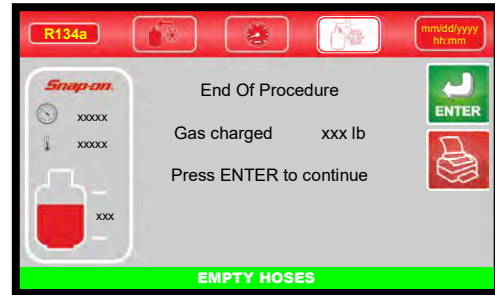 R134a
mm/dd/yyyy
hh:mm
Snap-on
xxxxx
xxxxx
xxx
End Of Procedure
Gas charged xxx lb
Press ENTER to continue
ENTER
EMPTY HOSES